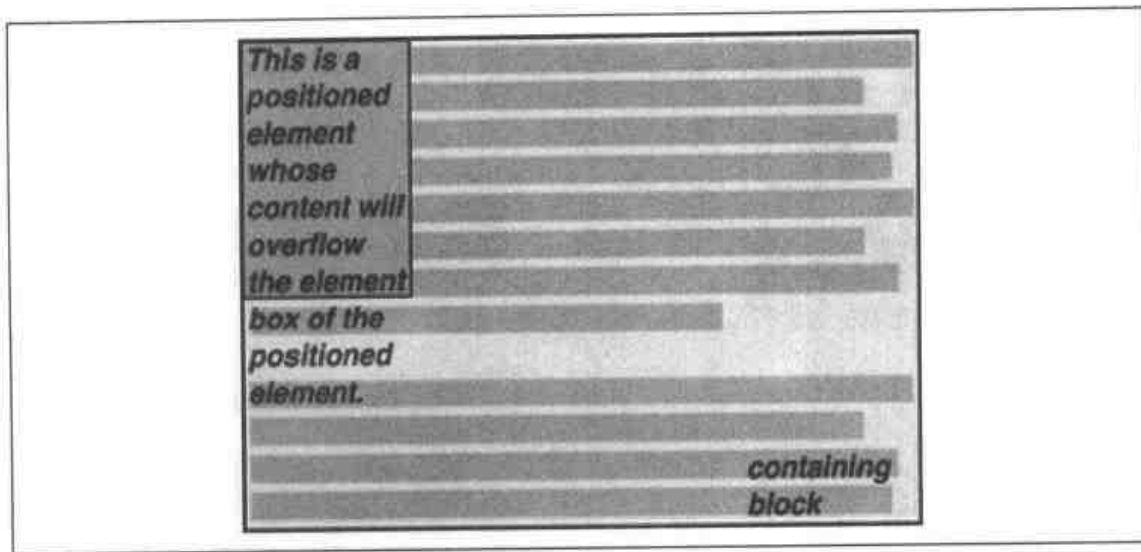 This is a
positioned
element
whose
content will
overflow
the element
box of the
positioned
element.
containing
block